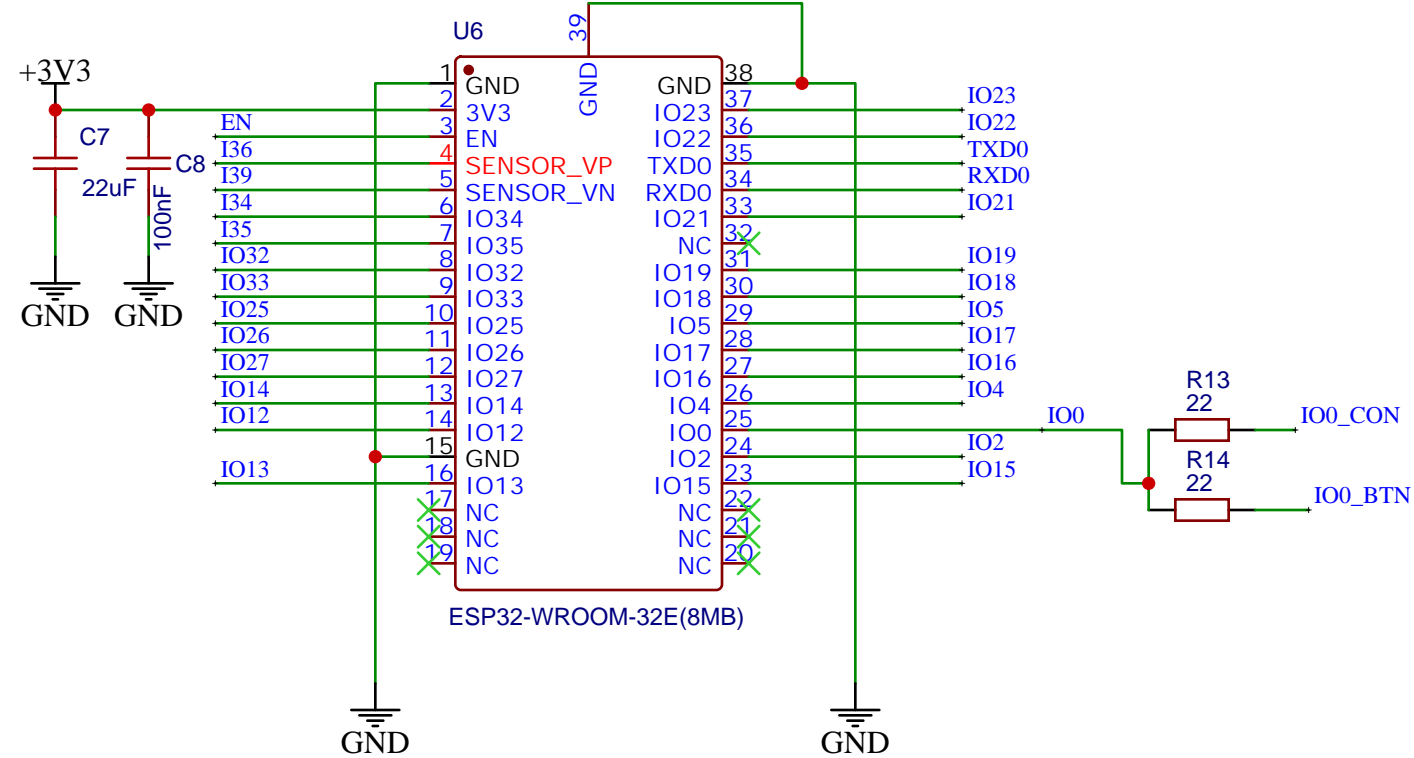 U6
39
GND
+3V3
C7
22uF
C8
100nF
GND
GND
EN
I36
I39
I34
I35
IO32
IO33
IO25
IO26
IO27
IO14
IO12
IO13
1 GND
2 3V3
3 EN
4 SENSOR_VP
5 SENSOR_VN
6 IO34
7 IO35
8 IO32
9 IO33
10 IO25
11 IO26
12 IO27
13 IO14
14 IO12
15 GND
16 IO13
17 NC
18 NC
19 NC
GND 38
IO23 37
IO22 36
TXD0 35
RXD0 34
IO21 33
NC 32
IO19 31
IO18 30
IO5 29
IO17 28
IO16 27
IO4 26
IO0 25
IO2 24
IO15 23
NC 22
NC 21
NC 20
IO23
IO22
TXD0
RXD0
IO21
IO19
IO18
IO5
IO17
IO16
IO4
IO0
IO2
IO15
R13
22
IO0_CON
R14
22
IO0_BTN
ESP32-WROOM-32E(8MB)
GND
GND